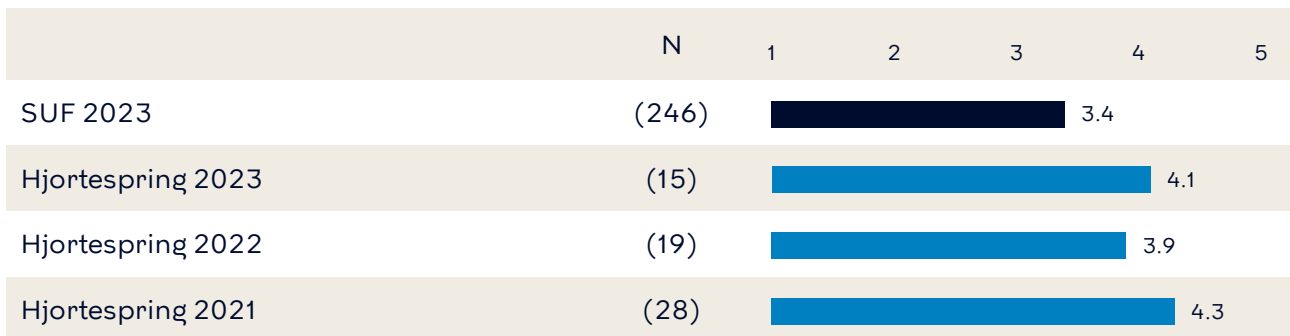 N 1 2 3 4 5
SUF 2023 (246) 3.4
Hjortespring 2023 (15) 4.1
Hjortespring 2022 (19) 3.9
Hjortespring 2021 (28) 4.3